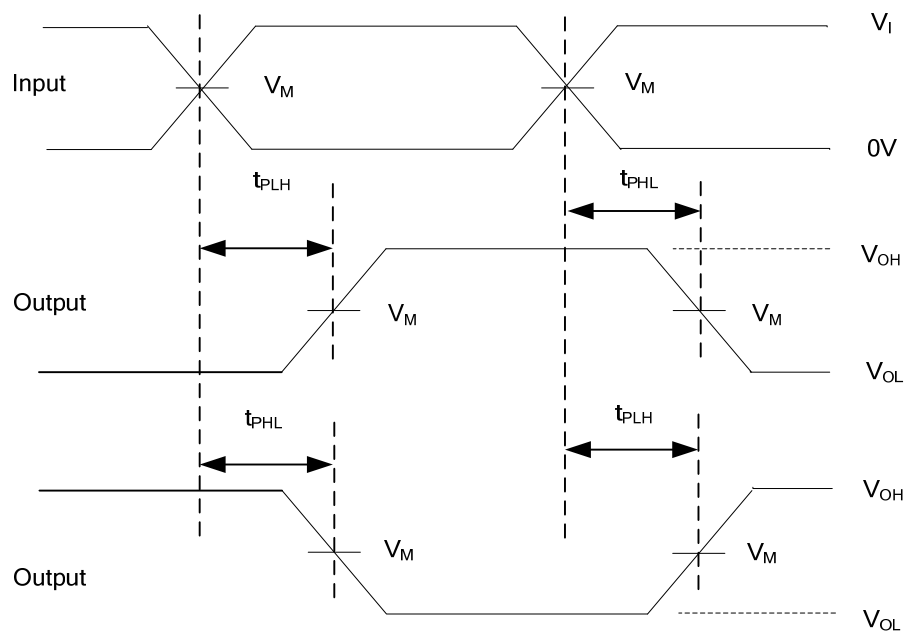 V_I
Input
V_M
V_M
0V
t_PLH
t_PHL
V_OH
Output
V_M
V_M
V_OL
t_PHL
t_PLH
V_OH
V_M
V_M
Output
V_OL